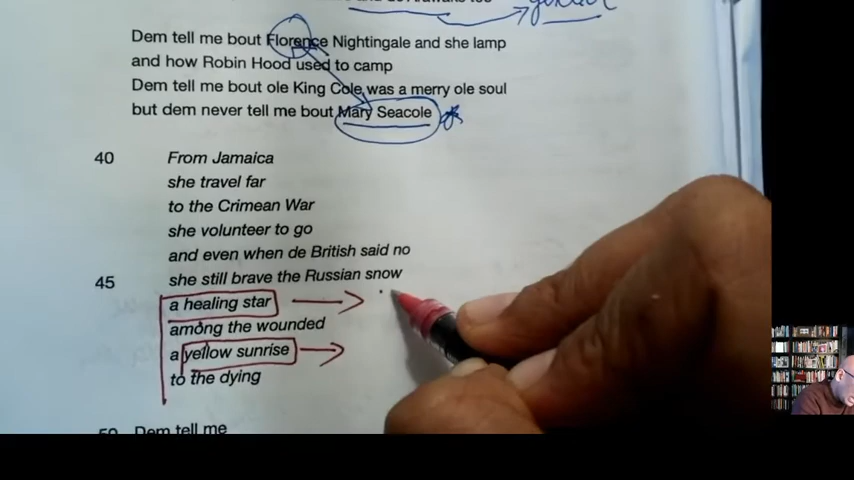 Dem tell me bout Florence Nightingale and she lamp
and how Robin Hood used to camp
Dem tell me bout ole King Cole was a merry ole soul
but dem never tell me bout Mary Seacole
40 From Jamaica
she travel far
to the Crimean War
she volunteer to go
and even when de British said no
45 she still brave the Russian snow
a healing star
among the wounded
a yellow sunrise
to the dying
50 Dem tell me